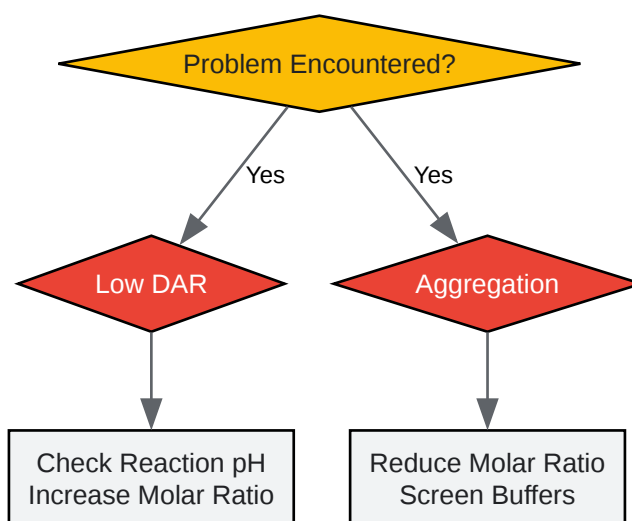 Problem Encountered?
Yes
Yes
Low DAR
Aggregation
Check Reaction pH
Increase Molar Ratio
Reduce Molar Ratio
Screen Buffers